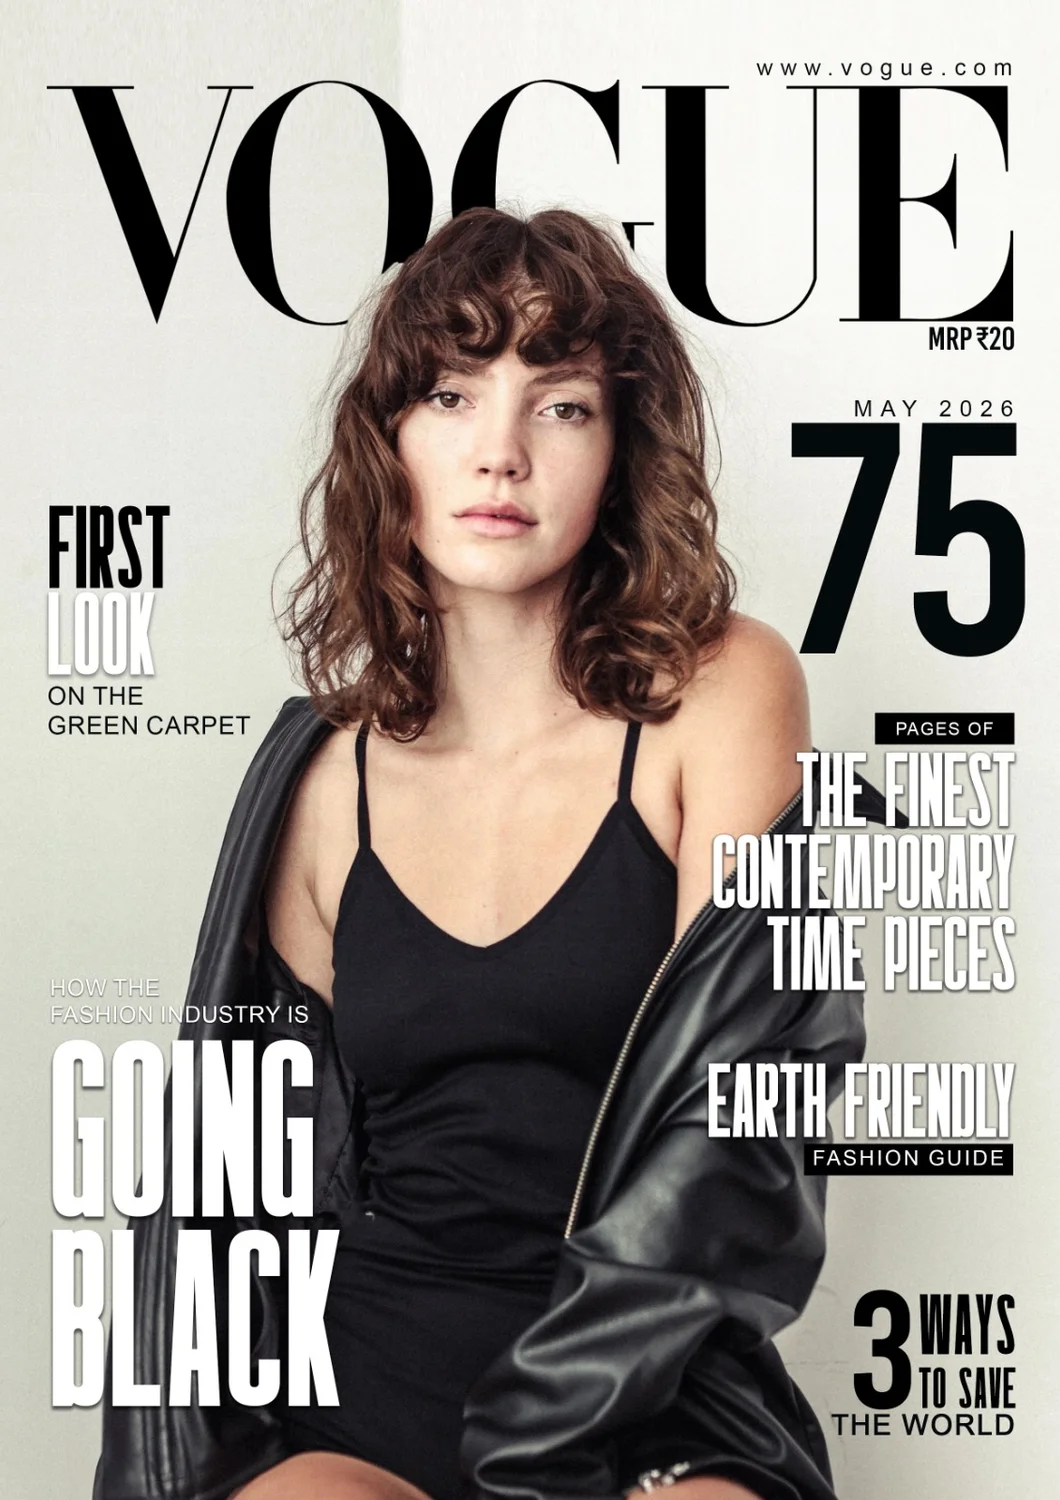 www.vogue.com
VOGUE
MRP ₹20
MAY 2026
75
PAGES OF
THE FINEST
CONTEMPORARY
TIME PIECES
FIRST
LOOK
ON THE
GREEN CARPET
HOW THE
FASHION INDUSTRY IS
GOING
BLACK
EARTH FRIENDLY
FASHION GUIDE
3 WAYS
TO SAVE
THE WORLD